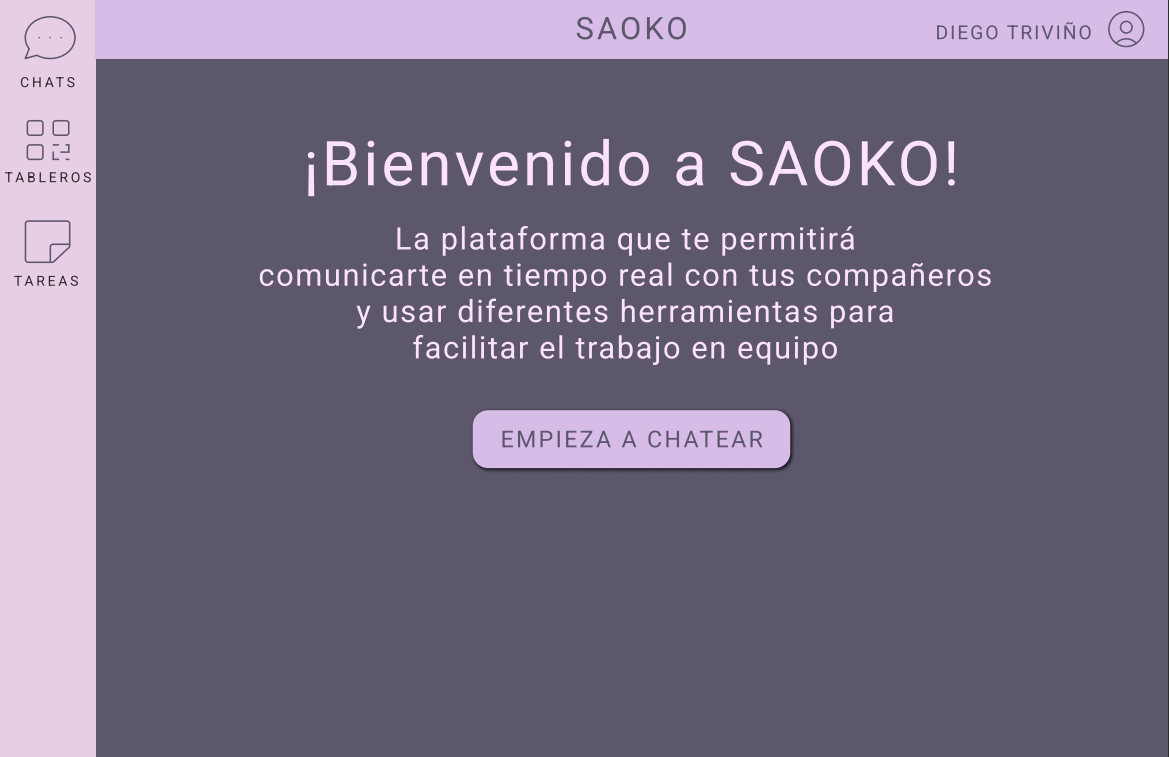 SAOKO
DIEGO TRIVIÑO
CHATS
TABLEROS
TAREAS
¡Bienvenido a SAOKO!
La plataforma que te permitirá
comunicarte en tiempo real con tus compañeros
y usar diferentes herramientas para
facilitar el trabajo en equipo
EMPIEZA A CHATEAR